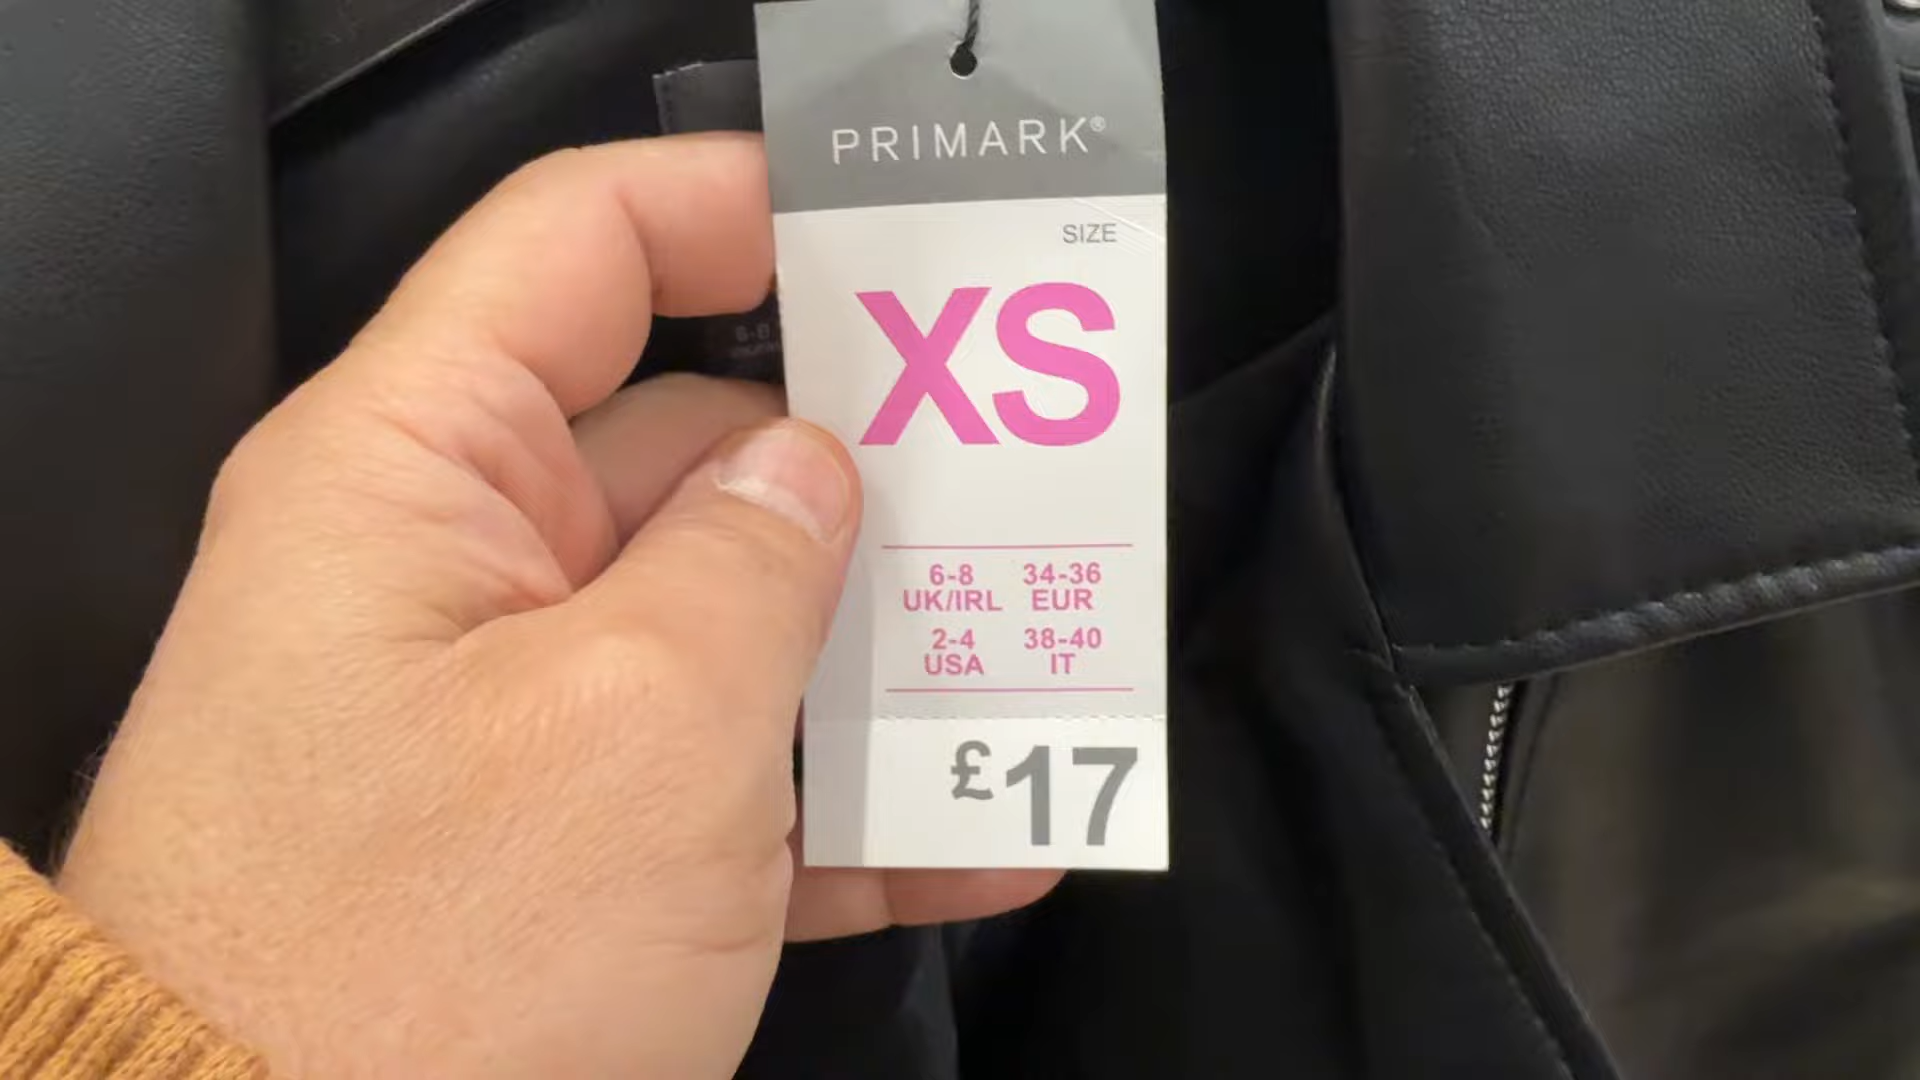 PRIMARK®
SIZE
XS
6-8 34-36
UK/IRL EUR
2-4 38-40
USA IT
£17